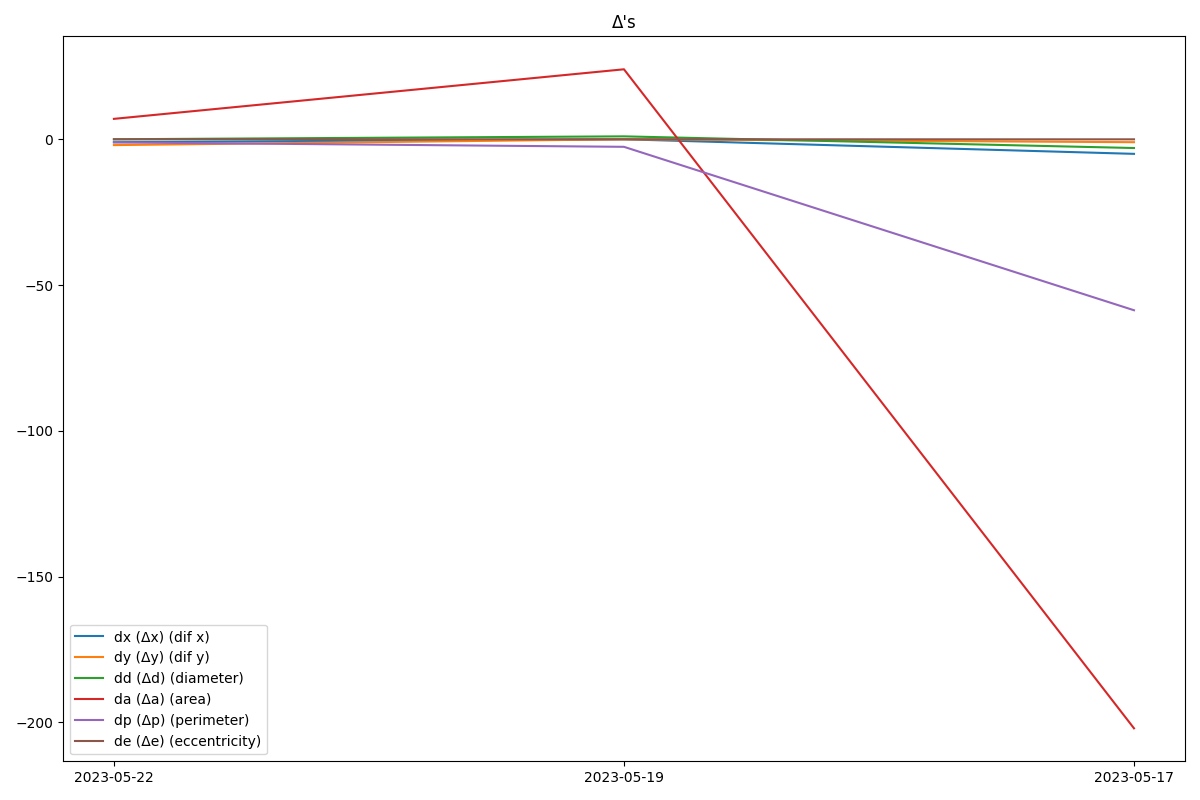 Δ's
0
−50
−100
−150
−200
dx (Δx) (dif x)
dy (Δy) (dif y)
dd (Δd) (diameter)
da (Δa) (area)
dp (Δp) (perimeter)
de (Δe) (eccentricity)
2023-05-22 2023-05-19 2023-05-17